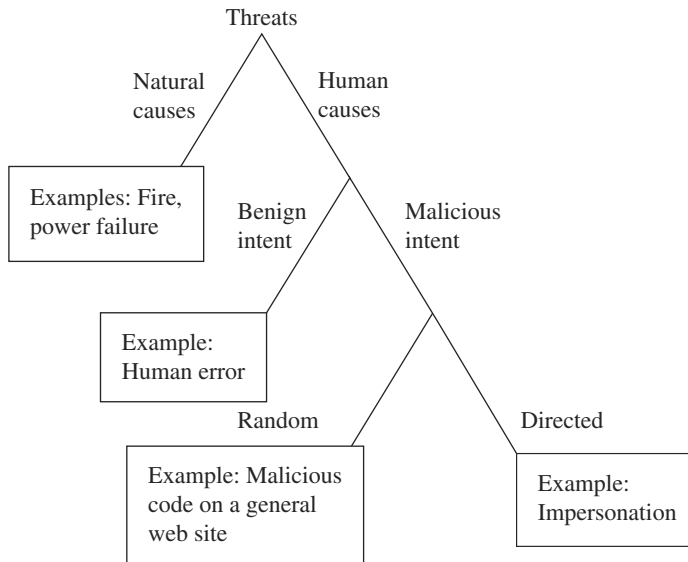 Threats
Natural
causes
Human
causes
Examples: Fire,
power failure
Benign
intent
Malicious
intent
Example:
Human error
Random
Directed
Example: Malicious
code on a general
web site
Example:
Impersonation